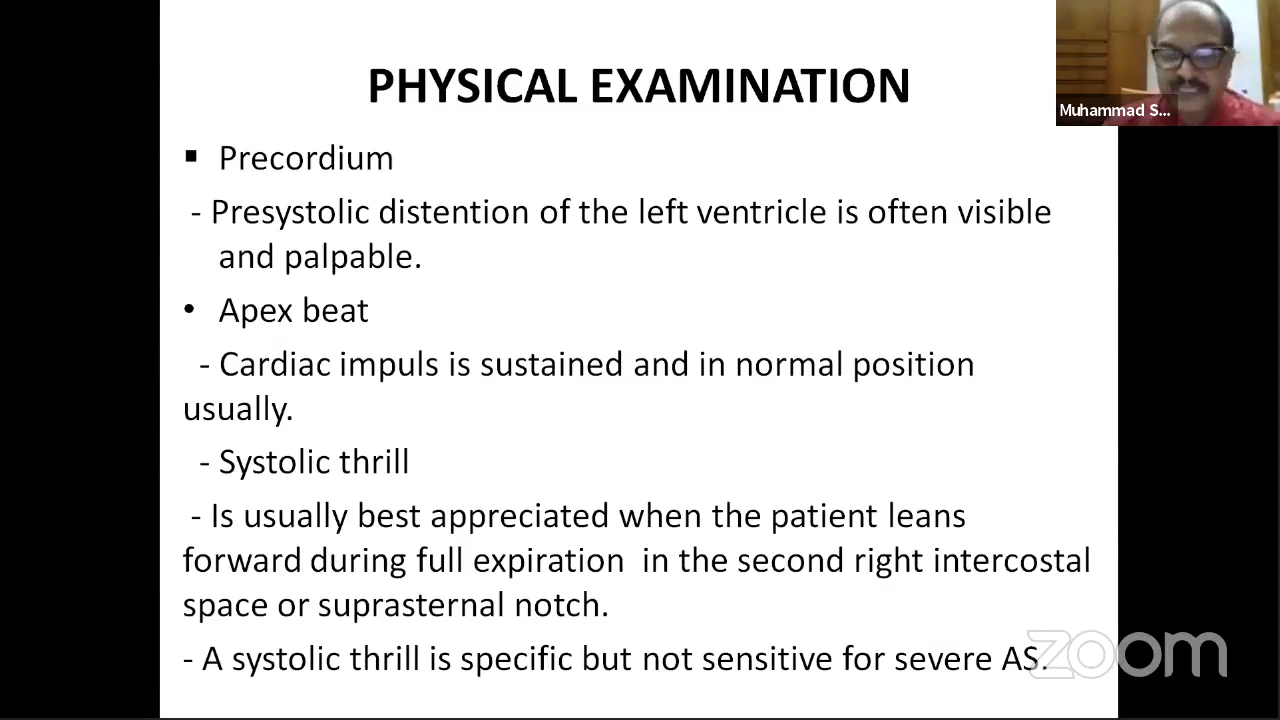 PHYSICAL EXAMINATION
Muhammad S...
▪ Precordium
- Presystolic distention of the left ventricle is often visible
and palpable.
• Apex beat
- Cardiac impuls is sustained and in normal position
usually.
- Systolic thrill
- Is usually best appreciated when the patient leans
forward during full expiration in the second right intercostal
space or suprasternal notch.
- A systolic thrill is specific but not sensitive for severe AS.
zoom